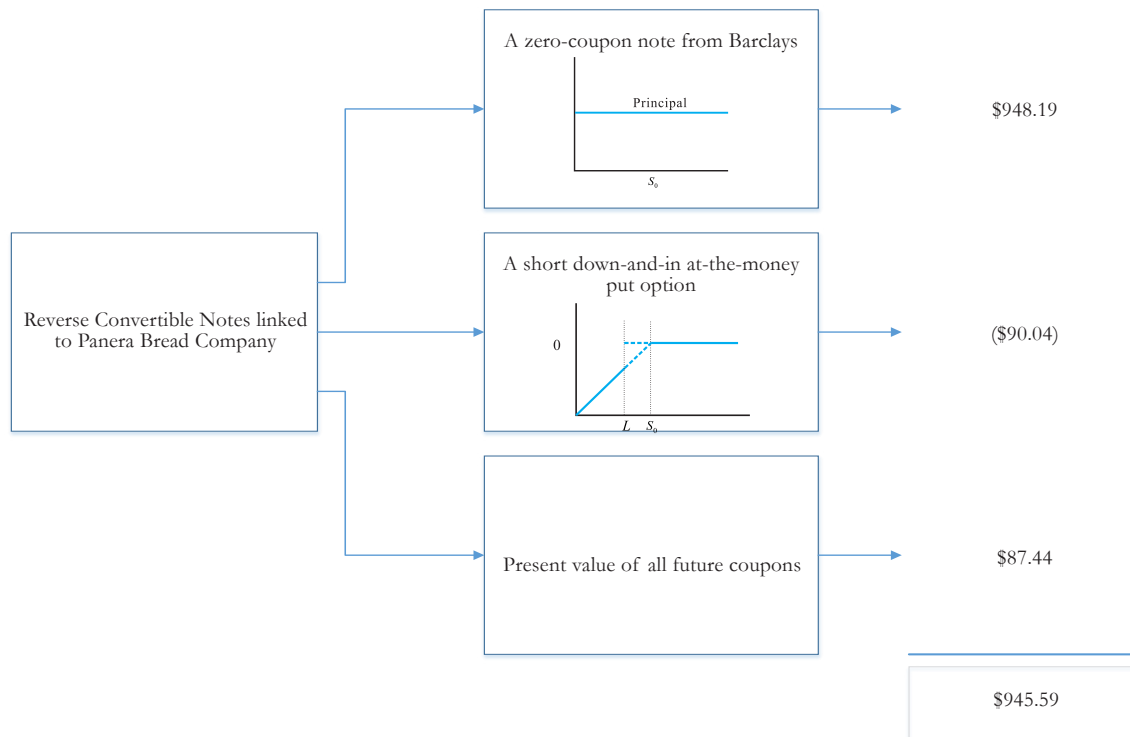 A zero-coupon note from Barclays
Principal
S₀
$948.19
Reverse Convertible Notes linked
to Panera Bread Company
A short down-and-in at-the-money
put option
0
L S₀
($90.04)
Present value of all future coupons
$87.44
$945.59